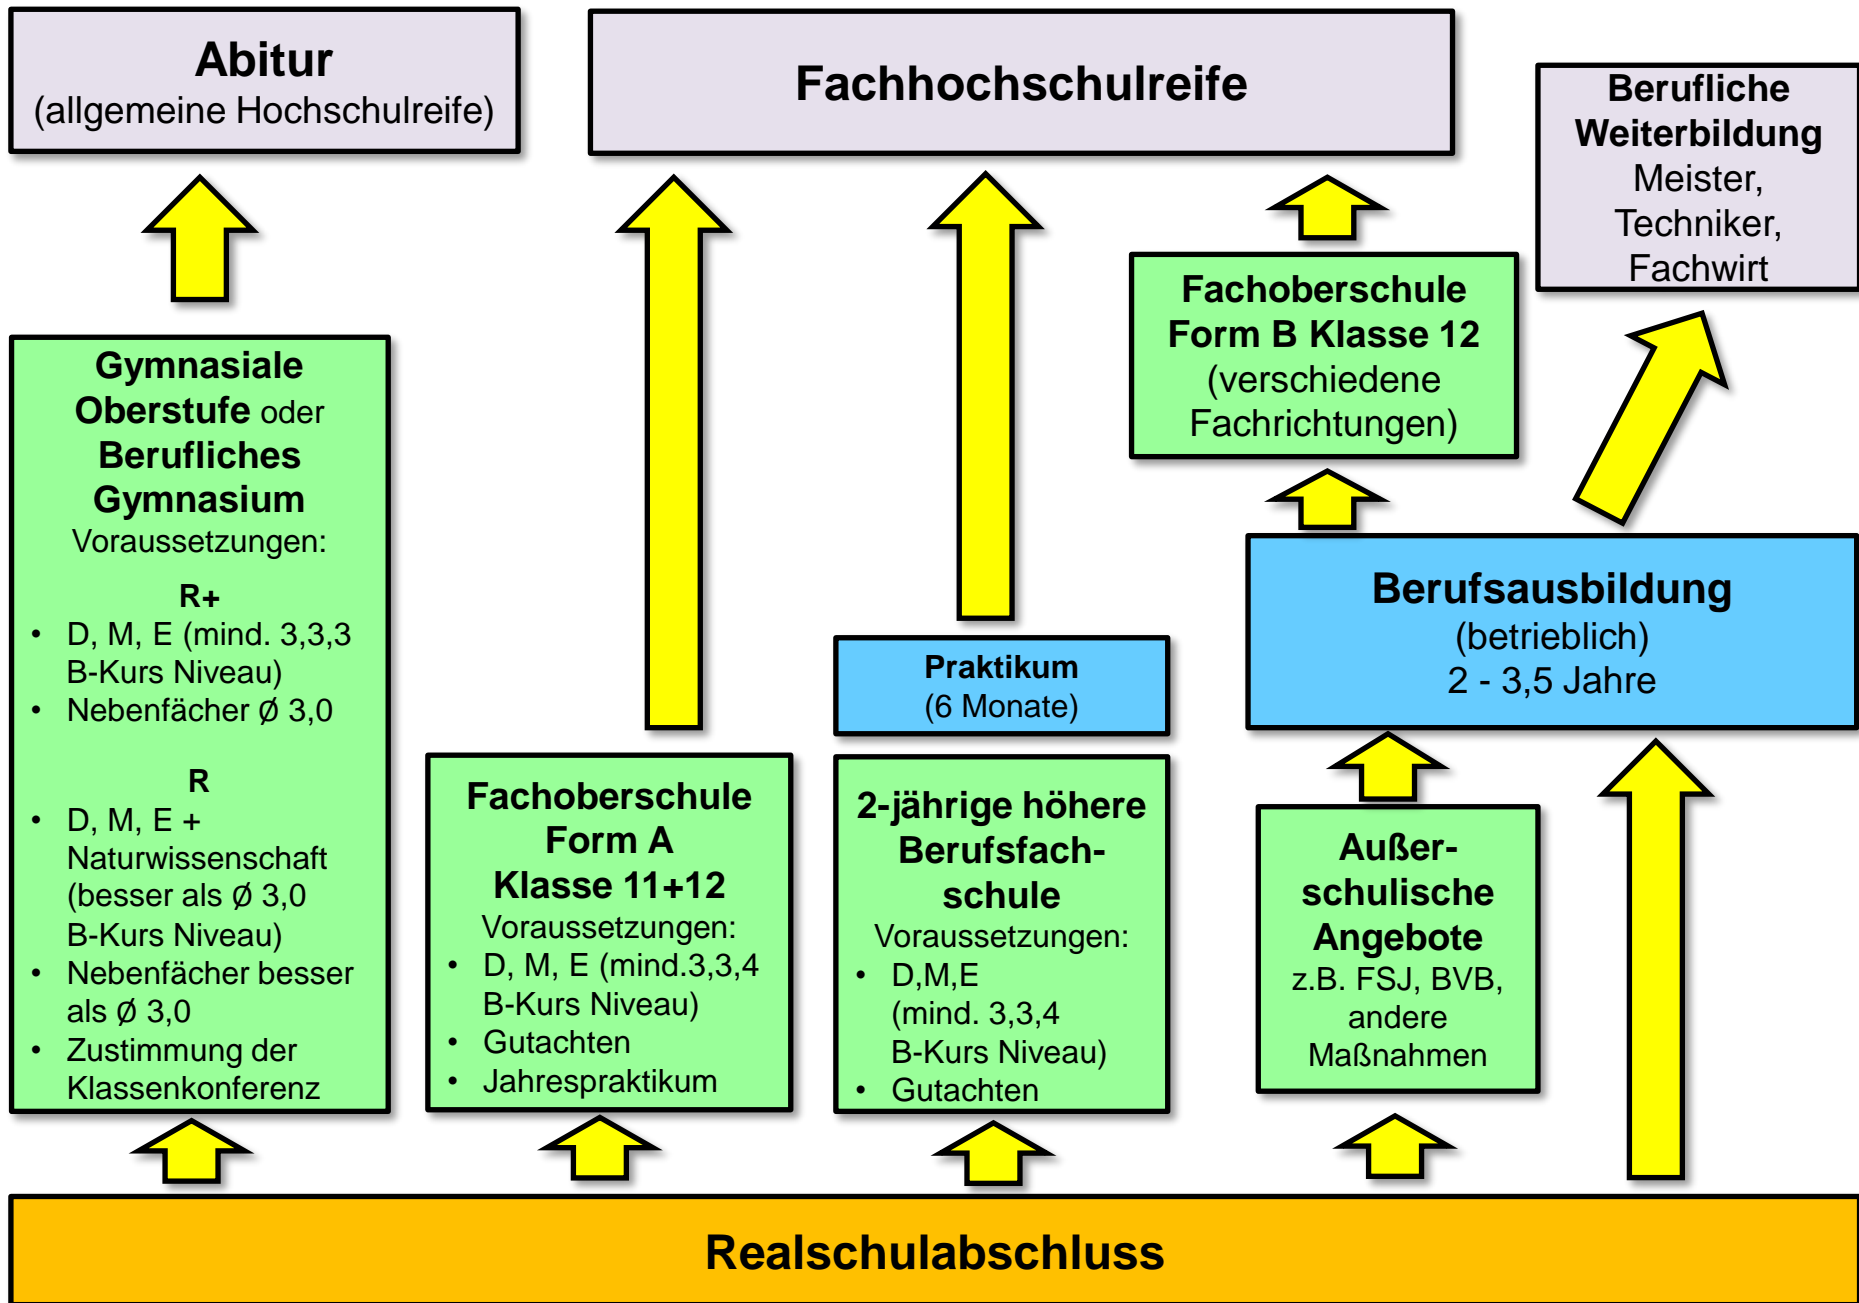 Abitur
(allgemeine Hochschulreife)
Fachhochschulreife
Berufliche
Weiterbildung
Meister,
Techniker,
Fachwirt
Fachoberschule
Form B Klasse 12
(verschiedene
Fachrichtungen)
Gymnasiale
Oberstufe oder
Berufliches
Gymnasium
Voraussetzungen:
R+
• D, M, E (mind. 3,3,3
B-Kurs Niveau)
• Nebenfächer Ø 3,0
R
• D, M, E +
Naturwissenschaft
(besser als Ø 3,0
B-Kurs Niveau)
• Nebenfächer besser
als Ø 3,0
• Zustimmung der
Klassenkonferenz
Fachoberschule
Form A
Klasse 11+12
Voraussetzungen:
• D, M, E (mind.3,3,4
B-Kurs Niveau)
• Gutachten
• Jahrespraktikum
Praktikum
(6 Monate)
2-jährige höhere
Berufsfach-
schule
Voraussetzungen:
• D,M,E
(mind. 3,3,4
B-Kurs Niveau)
• Gutachten
Berufsausbildung
(betrieblich)
2 - 3,5 Jahre
Außer-
schulische
Angebote
z.B. FSJ, BVB,
andere
Maßnahmen
Realschulabschluss